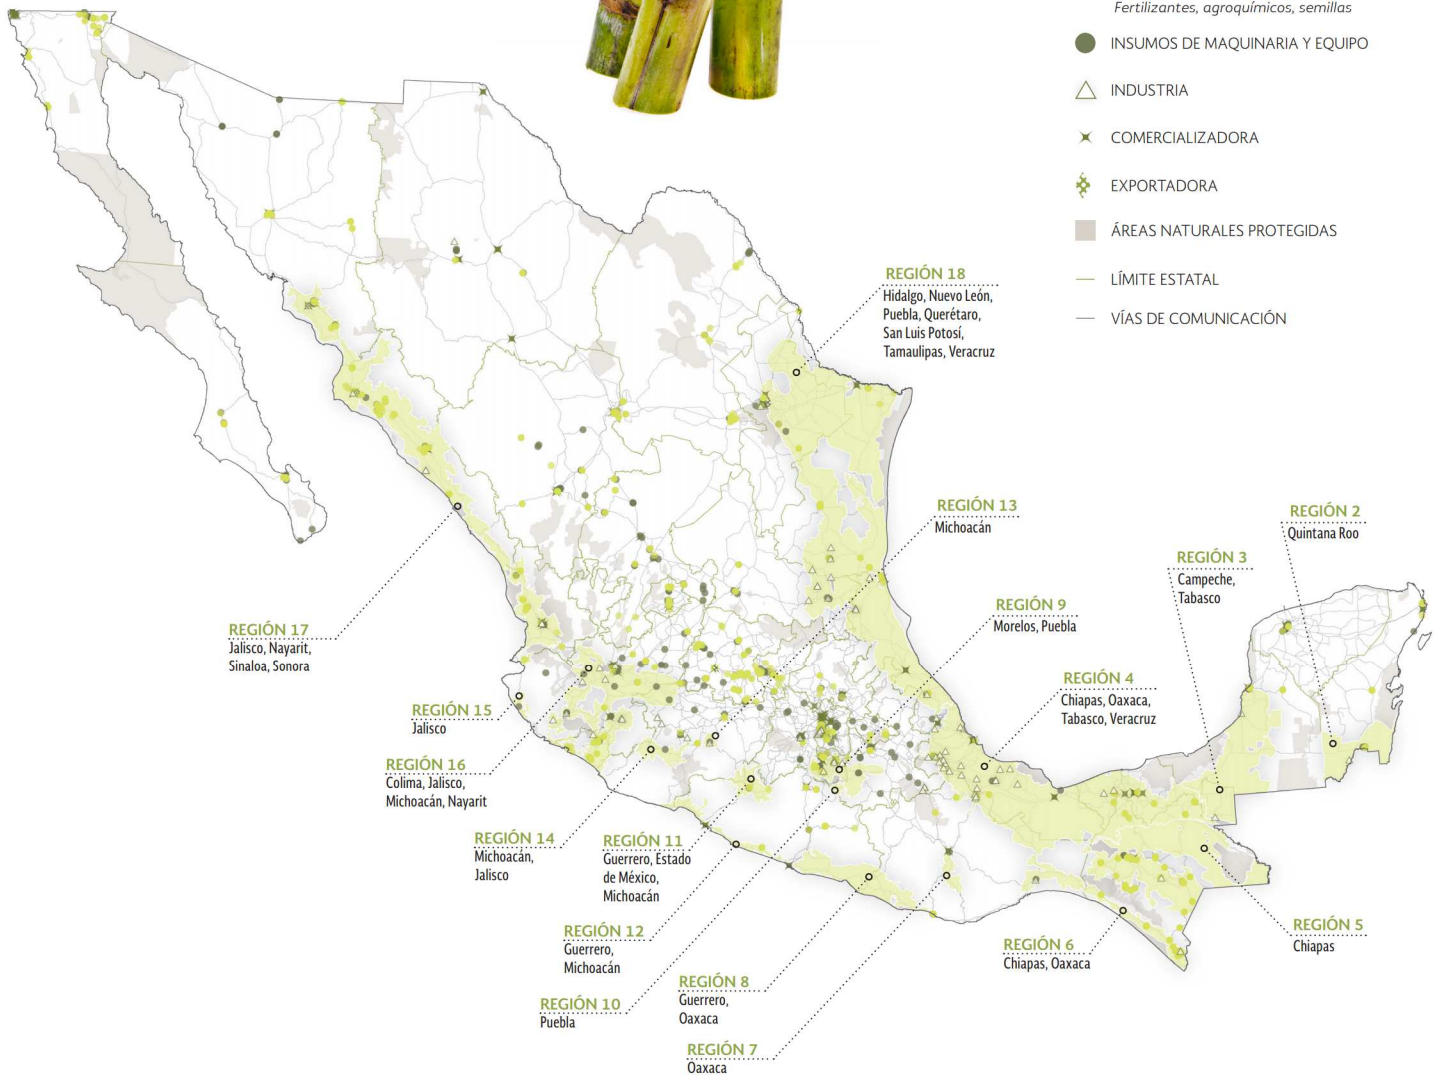 Fertilizantes, agroquímicos, semillas
INSUMOS DE MAQUINARIA Y EQUIPO
INDUSTRIA
COMERCIALIZADORA
EXPORTADORA
ÁREAS NATURALES PROTEGIDAS
LÍMITE ESTATAL
VÍAS DE COMUNICACIÓN
REGIÓN 18
Hidalgo, Nuevo León,
Puebla, Querétaro,
San Luis Potosí,
Tamaulipas, Veracruz
REGIÓN 13
Michoacán
REGIÓN 2
Quintana Roo
REGIÓN 3
Campeche,
Tabasco
REGIÓN 9
Morelos, Puebla
REGIÓN 17
Jalisco, Nayarit,
Sinaloa, Sonora
REGIÓN 4
Chiapas, Oaxaca,
Tabasco, Veracruz
REGIÓN 15
Jalisco
REGIÓN 16
Colima, Jalisco,
Michoacán, Nayarit
REGIÓN 14
Michoacán,
Jalisco
REGIÓN 11
Guerrero, Estado
de México,
Michoacán
REGIÓN 12
Guerrero,
Michoacán
REGIÓN 10
Puebla
REGIÓN 8
Guerrero,
Oaxaca
REGIÓN 7
Oaxaca
REGIÓN 6
Chiapas, Oaxaca
REGIÓN 5
Chiapas